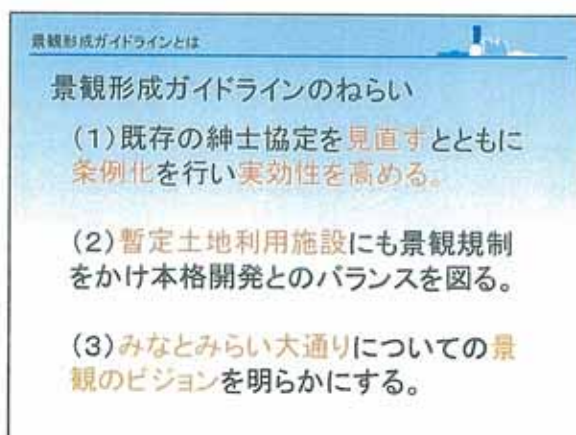 景観形成ガイドラインとは
景観形成ガイドラインのねらい
(1)既存の紳士協定を見直すとともに
条例化を行い実効性を高める。
(2)暫定土地利用施設にも景観規制
をかけ本格開発とのバランスを図る。
(3)みなとみらい大通りについての景
観のビジョンを明らかにする。